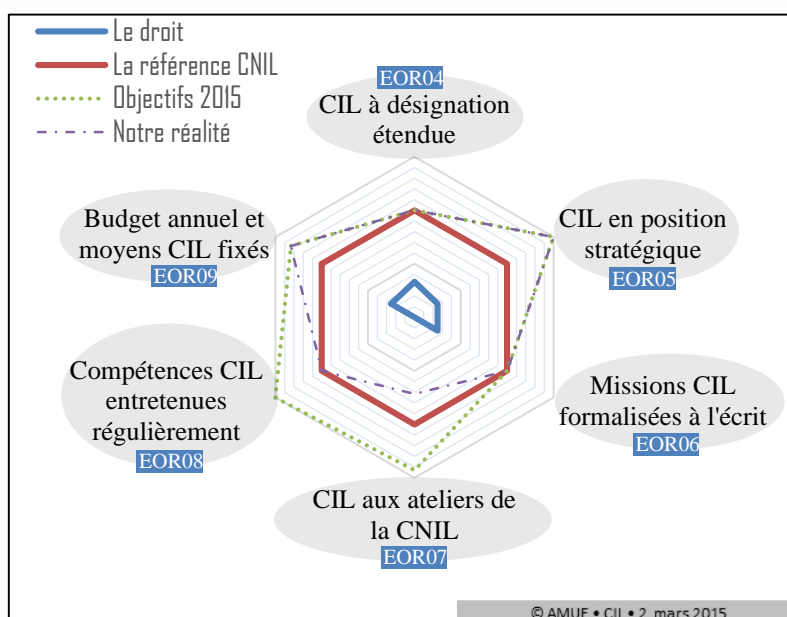 Le droit
La référence CNIL
Objectifs 2015
Notre réalité
EOR04
CIL à désignation
étendue
CIL en position
stratégique
EOR05
Missions CIL
formalisées à l'écrit
EOR06
CIL aux ateliers de
la CNIL
EOR07
Compétences CIL
entretenues
régulièrement
EOR08
Budget annuel et
moyens CIL fixés
EOR09
© AMUE • CIL • 2 mars 2015